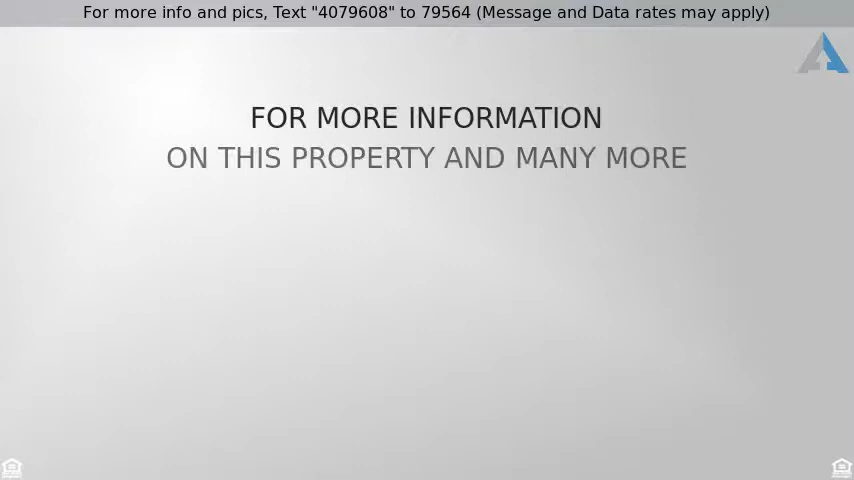 For more info and pics, Text "4079608" to 79564 (Message and Data rates may apply)
FOR MORE INFORMATION
ON THIS PROPERTY AND MANY MORE